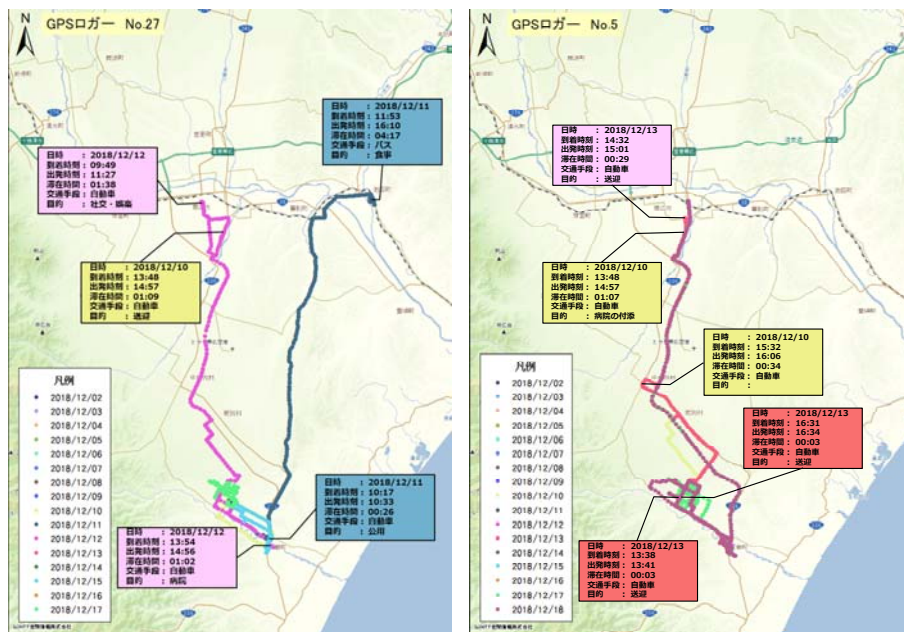 N
GPSロガー No.27
日時 : 2018/12/11
到着時刻 : 11:53
出発時刻 : 16:10
滞在時間 : 04:17
交通手段 : バス
目的 : 食事
日時 : 2018/12/12
到着時刻 : 09:49
出発時刻 : 11:27
滞在時間 : 01:38
交通手段 : 自動車
目的 : 社交・娯楽
日時 : 2018/12/10
到着時刻 : 13:48
出発時刻 : 14:57
滞在時間 : 01:09
交通手段 : 自動車
目的 : 送迎
凡例
2018/12/02
2018/12/03
2018/12/04
2018/12/05
2018/12/06
2018/12/07
2018/12/08
2018/12/09
2018/12/10
2018/12/11
2018/12/12
2018/12/13
2018/12/14
2018/12/15
2018/12/16
2018/12/17
日時 : 2018/12/11
到着時刻 : 10:17
出発時刻 : 10:33
滞在時間 : 00:26
交通手段 : 自動車
目的 : 公用
日時 : 2018/12/12
到着時刻 : 13:54
出発時刻 : 14:56
滞在時間 : 01:02
交通手段 : 自動車
目的 : 病院
N
GPSロガー No.5
日時 : 2018/12/13
到着時刻 : 14:32
出発時刻 : 15:01
滞在時間 : 00:29
交通手段 : 自動車
目的 : 送迎
日時 : 2018/12/10
到着時刻 : 13:48
出発時刻 : 14:57
滞在時間 : 01:07
交通手段 : 自動車
目的 : 病院の付添
日時 : 2018/12/10
到着時刻 : 15:32
出発時刻 : 16:06
滞在時間 : 00:34
交通手段 : 自動車
目的 :
日時 : 2018/12/13
到着時刻 : 16:31
出発時刻 : 16:34
滞在時間 : 00:03
交通手段 : 自動車
目的 : 送迎
凡例
2018/12/02
2018/12/03
2018/12/04
2018/12/05
2018/12/06
2018/12/07
2018/12/08
2018/12/09
2018/12/10
2018/12/11
2018/12/12
2018/12/13
2018/12/14
2018/12/15
2018/12/16
2018/12/17
2018/12/18
日時 : 2018/12/13
到着時刻 : 13:38
出発時刻 : 13:41
滞在時間 : 00:03
交通手段 : 自動車
目的 : 送迎